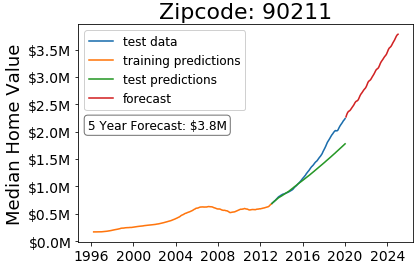 Zipcode: 90211
Median Home Value
$3.5M
$3.0M
$2.5M
$2.0M
$1.5M
$1.0M
$0.5M
$0.0M
test data
training predictions
test predictions
forecast
5 Year Forecast: $3.8M
1996 2000 2004 2008 2012 2016 2020 2024